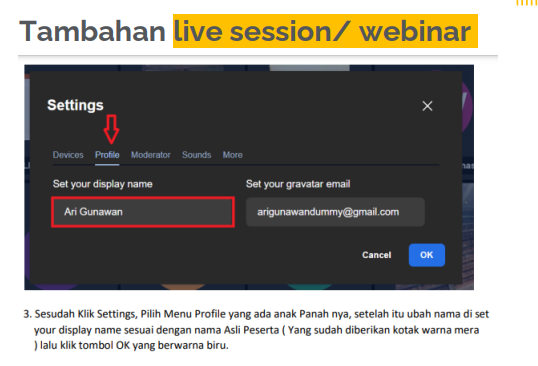 Tambahan live session/ webinar
Settings
Devices Profile Moderator Sounds More
Set your display name Set your gravatar email
Ari Gunawan arigunawandummy@gmail.com
Cancel OK
3. Sesudah Klik Settings, Pilih Menu Profile yang ada anak Panah nya, setelah itu ubah nama di set
your display name sesuai dengan nama Asli Peserta ( Yang sudah diberikan kotak warna mera
) lalu klik tombol OK yang berwarna biru.